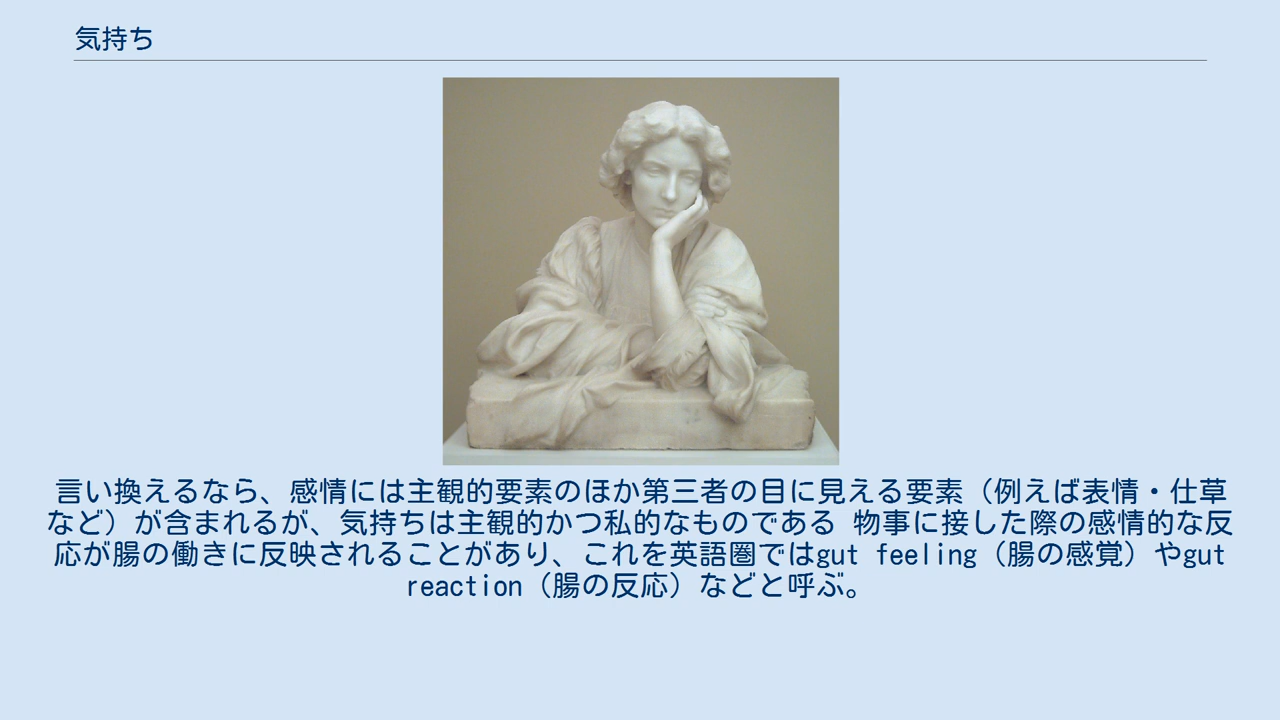 気持ち
言い換えるなら、感情には主観的要素のほか第三者の目に見える要素（例えば表情・仕草
など）が含まれるが、気持ちは主観的かつ私的なものである 物事に接した際の感情的な反
応が腸の働きに反映されることがあり、これを英語圏ではgut feeling（腸の感覚）やgut
reaction（腸の反応）などと呼ぶ。